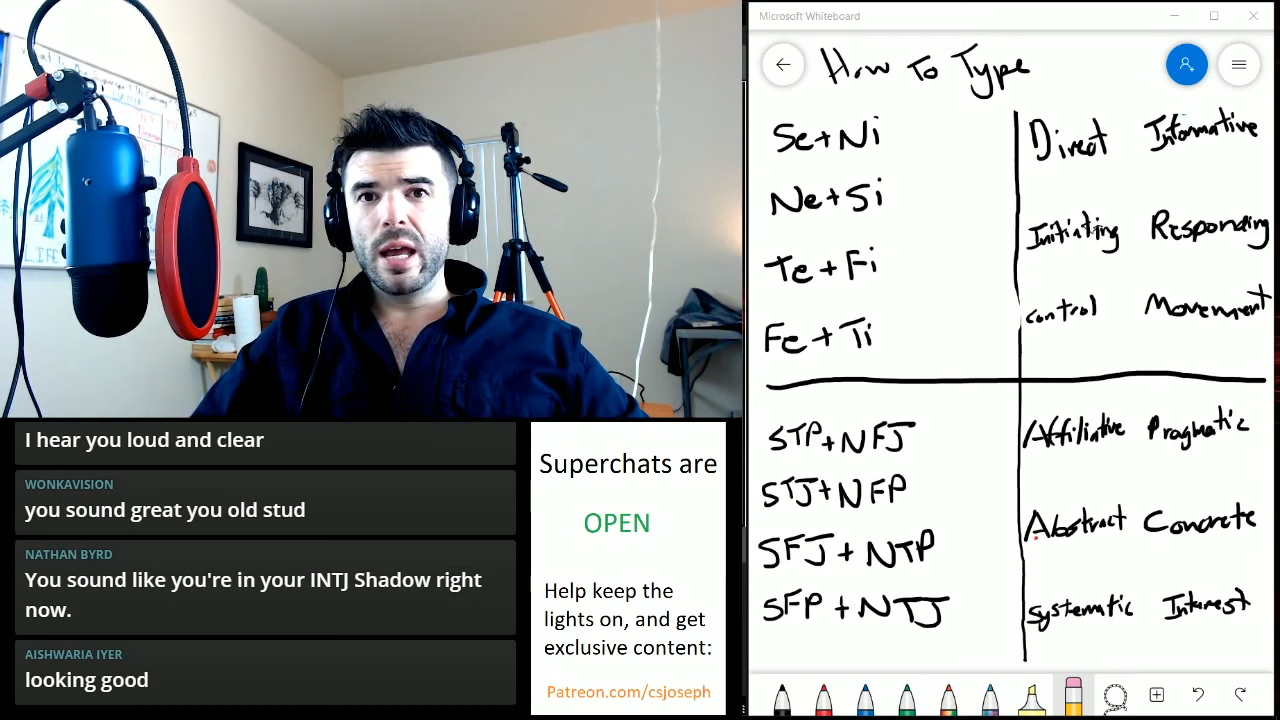 Microsoft Whiteboard
How To Type
Se+Ni
Ne+Si
Te+Fi
Fe+Ti
Direct Informative
Initiating Responding
control Movement
STP+NFJ
STJ+NFP
SFJ+NTP
SFP+NTJ
Affiliative Pragmatic
Abstract Concrete
Systematic Interest
LIFE
I hear you loud and clear
WONKAVISION
you sound great you old stud
NATHAN BYRD
You sound like you're in your INTJ Shadow right
now.
AISHWARIA IYER
looking good
Superchats are
OPEN
Help keep the
lights on, and get
exclusive content:
Patreon.com/csjoseph